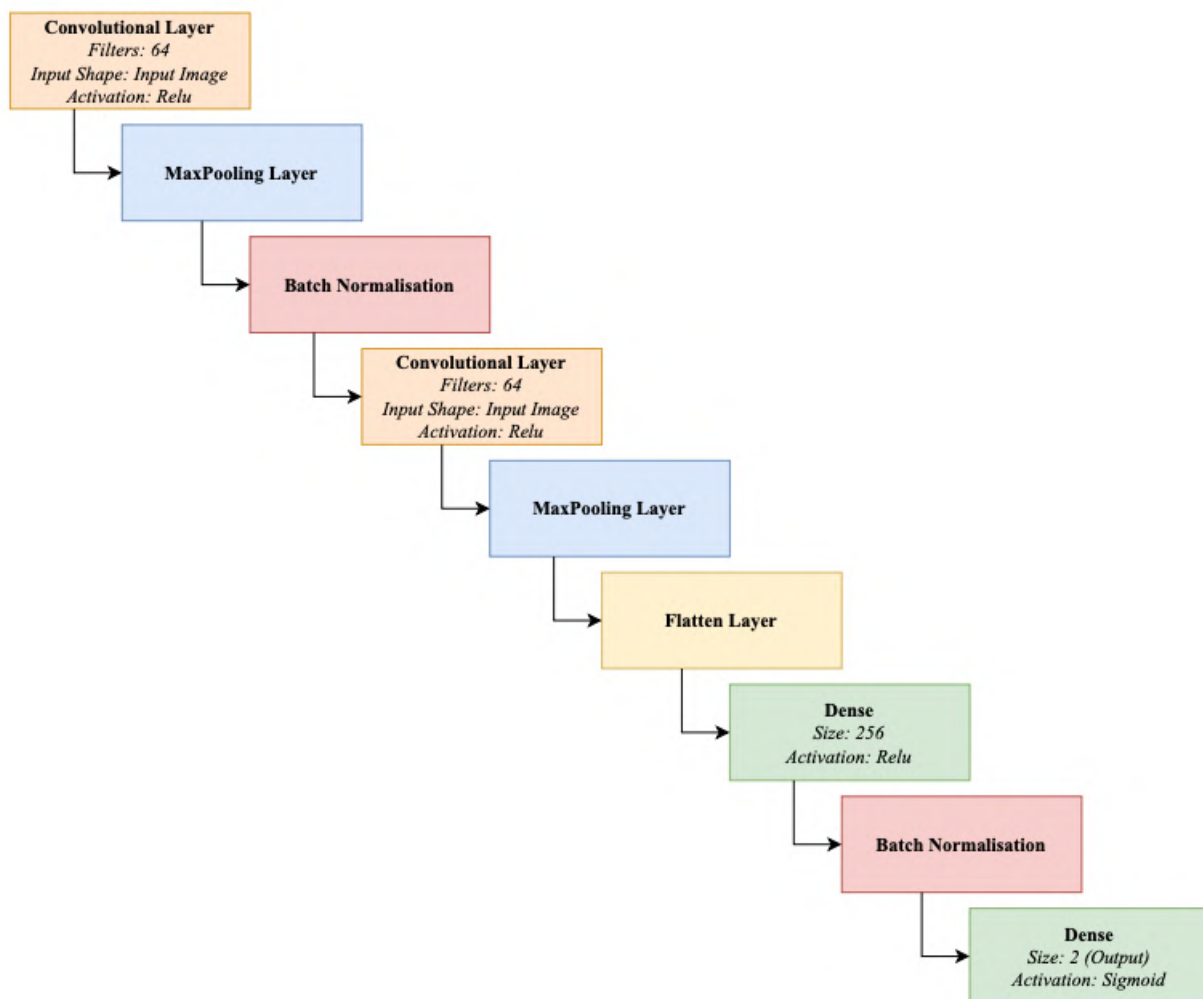 Convolutional Layer
Filters: 64
Input Shape: Input Image
Activation: Relu
MaxPooling Layer
Batch Normalisation
Convolutional Layer
Filters: 64
Input Shape: Input Image
Activation: Relu
MaxPooling Layer
Flatten Layer
Dense
Size: 256
Activation: Relu
Batch Normalisation
Dense
Size: 2 (Output)
Activation: Sigmoid